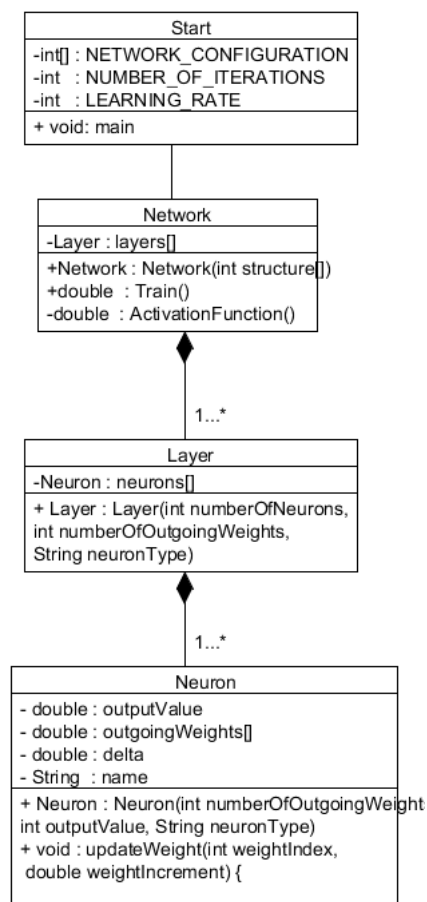 Start
-int[] : NETWORK_CONFIGURATION
-int : NUMBER_OF_ITERATIONS
-int : LEARNING_RATE
+ void: main
Network
-Layer : layers[]
+Network : Network(int structure[])
+double : Train()
-double : ActivationFunction()
1...*
Layer
-Neuron : neurons[]
+ Layer : Layer(int numberOfNeurons,
int numberOfOutgoingWeights,
String neuronType)
1...*
Neuron
- double : outputValue
- double : outgoingWeights[]
- double : delta
- String : name
+ Neuron : Neuron(int numberOfOutgoingWeights
int outputValue, String neuronType)
+ void : updateWeight(int weightIndex,
double weightIncrement) {